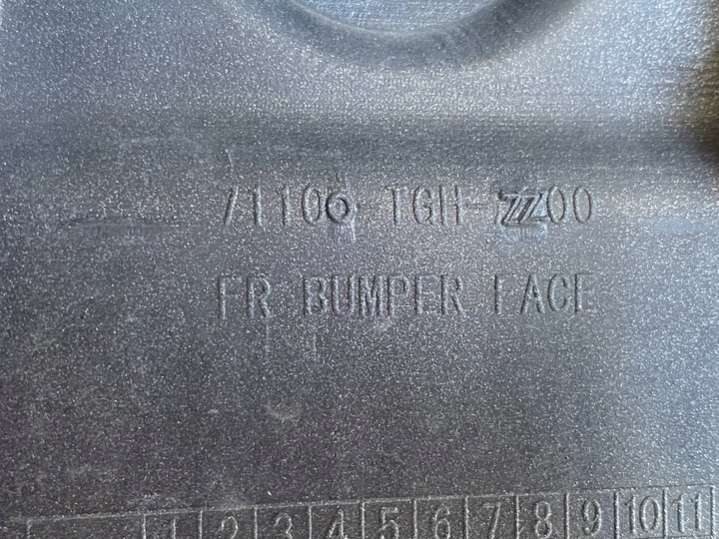 71106 TGH-ZZ00
FR BUMPER FACE
1 2 3 4 5 6 7 8 9 10 11